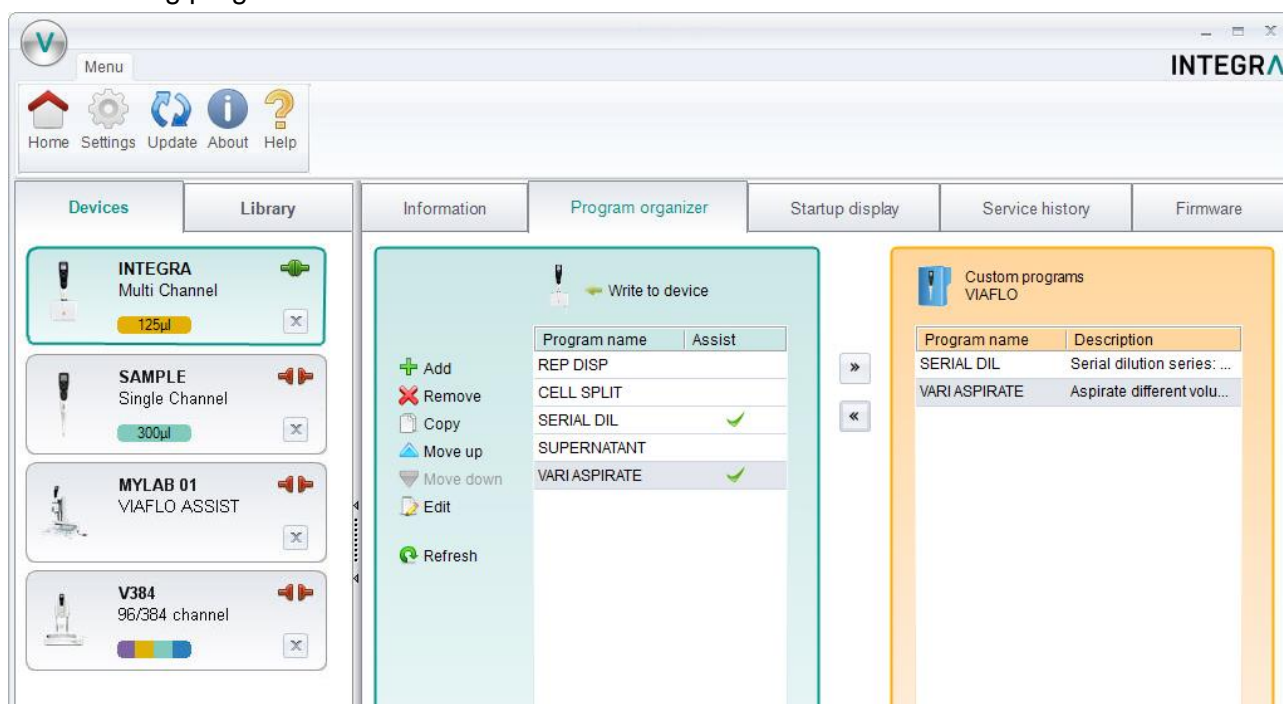 V
Menu
INTEGRA
Home Settings Update About Help
Devices
Library
Information
Program organizer
Startup display
Service history
Firmware
INTEGRA
Multi Channel
125µl
x
SAMPLE
Single Channel
300µl
x
MYLAB 01
VIAFLO ASSIST
x
V384
96/384 channel
x
Add
Remove
Copy
Move up
Move down
Edit
Refresh
Write to device
Program name Assist
REP DISP
CELL SPLIT
SERIAL DIL
SUPERNATANT
VARI ASPIRATE
»
«
Custom programs
VIAFLO
Program name Description
SERIAL DIL Serial dilution series: ...
VARI ASPIRATE Aspirate different volu...